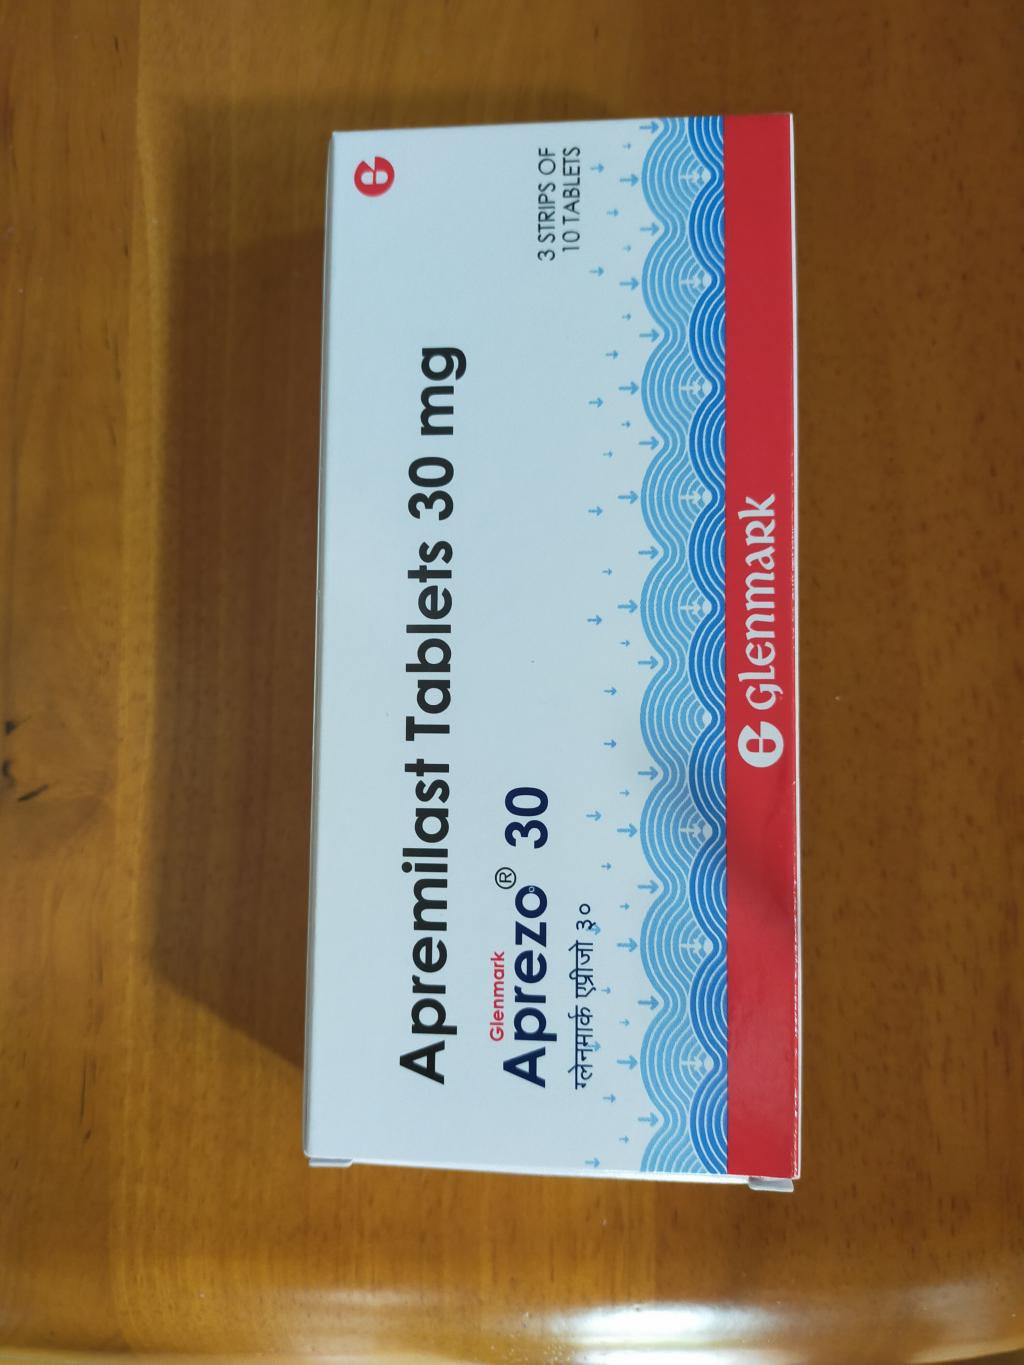 Apremilast Tablets 30 mg
Glenmark
Aprezo® 30
ग्लेनमार्क एप्रीजो ३०
3 STRIPS OF
10 TABLETS
Glenmark